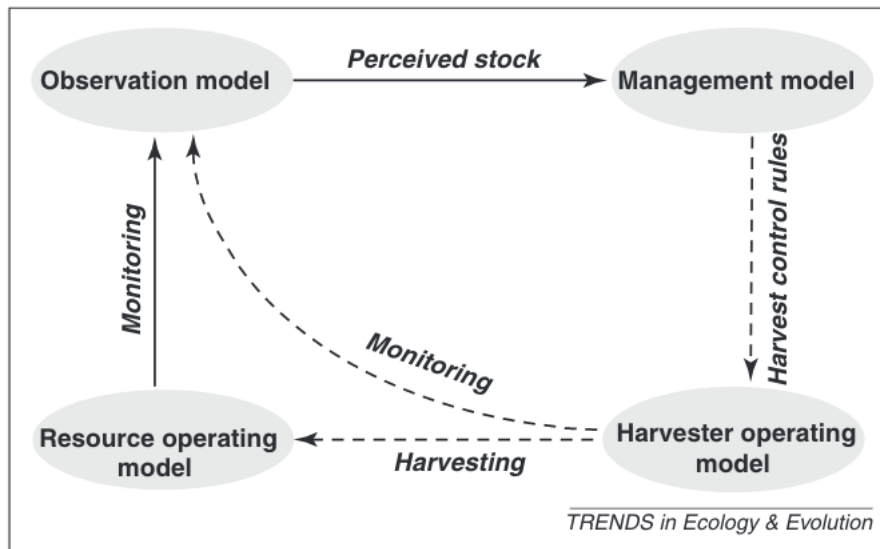 Perceived stock
Observation model
Management model
Monitoring
Harvest control rules
Monitoring
Resource operating
model
Harvesting
Harvester operating
model
TRENDS in Ecology & Evolution